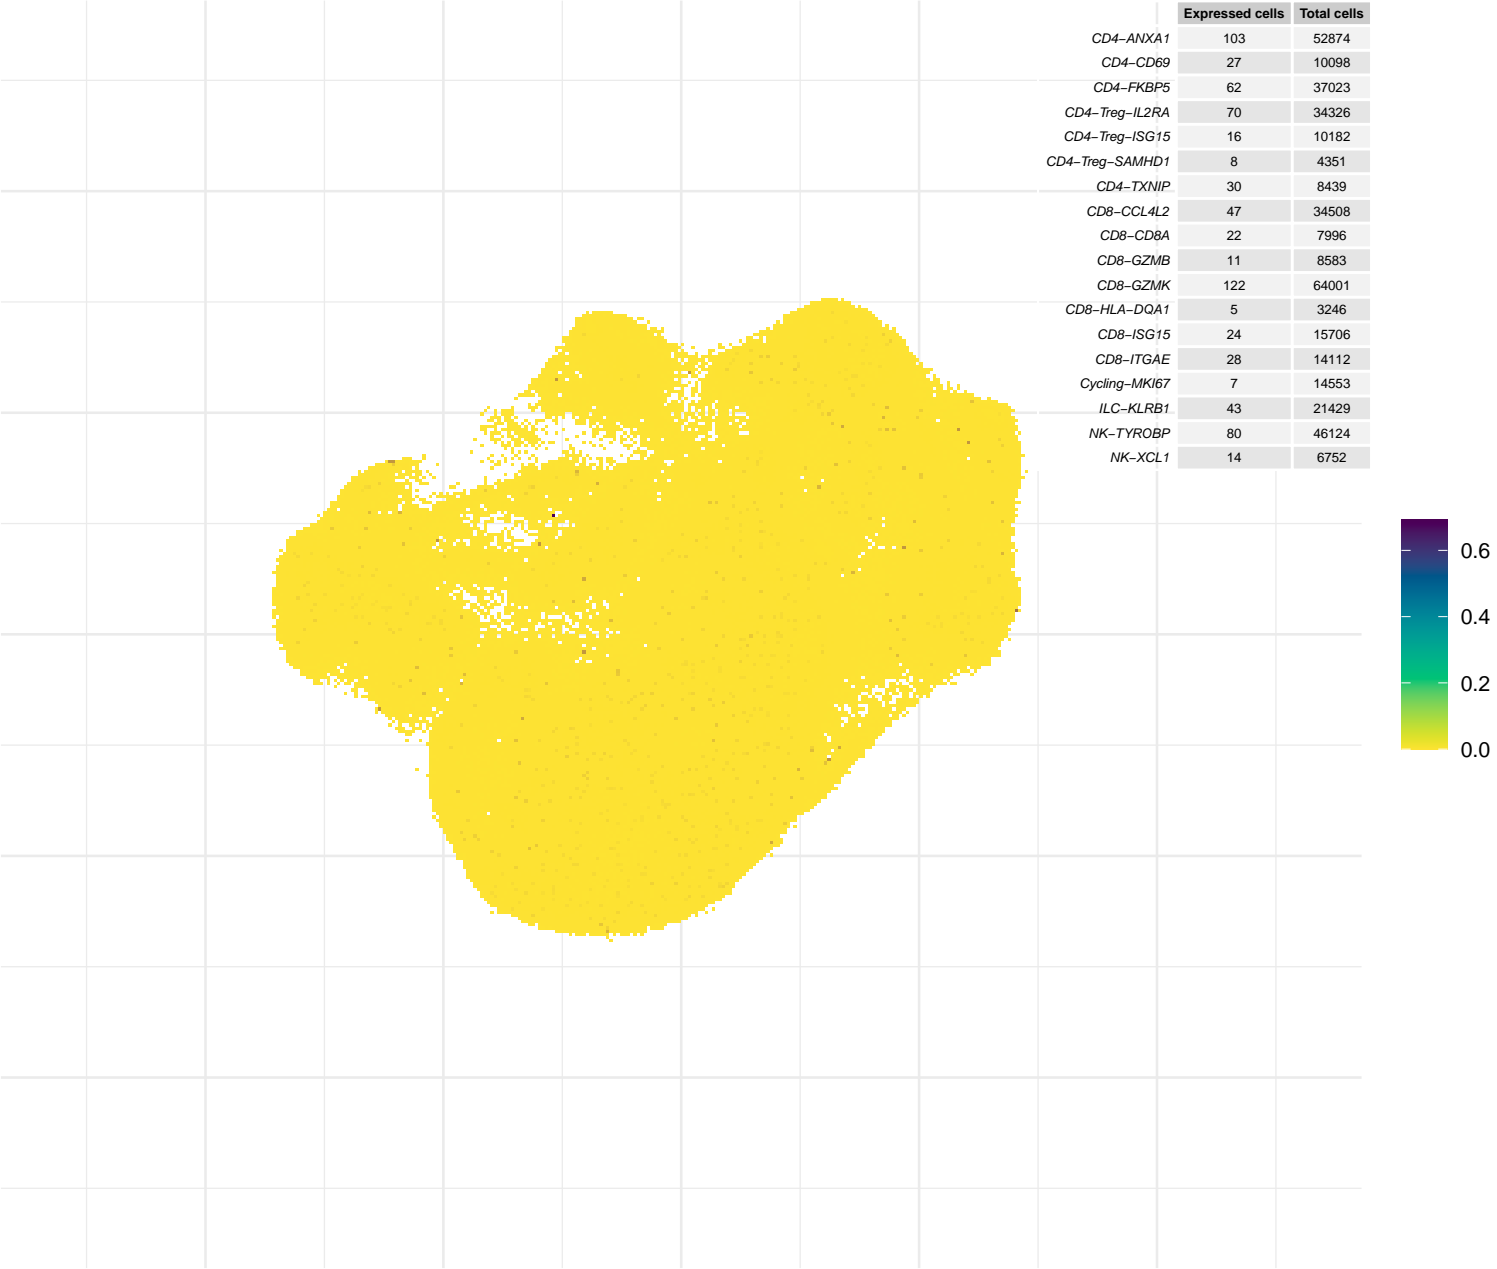 Expressed cells Total cells
CD4−ANXA1 103 52874
CD4−CD69 27 10098
CD4−FKBP5 62 37023
CD4−Treg−IL2RA 70 34326
CD4−Treg−ISG15 16 10182
CD4−Treg−SAMHD1 8 4351
CD4−TXNIP 30 8439
CD8−CCL4L2 47 34508
CD8−CD8A 22 7996
CD8−GZMB 11 8583
CD8−GZMK 122 64001
CD8−HLA−DQA1 5 3246
CD8−ISG15 24 15706
CD8−ITGAE 28 14112
Cycling−MKI67 7 14553
ILC−KLRB1 43 21429
NK−TYROBP 80 46124
NK−XCL1 14 6752
0.6
0.4
0.2
0.0